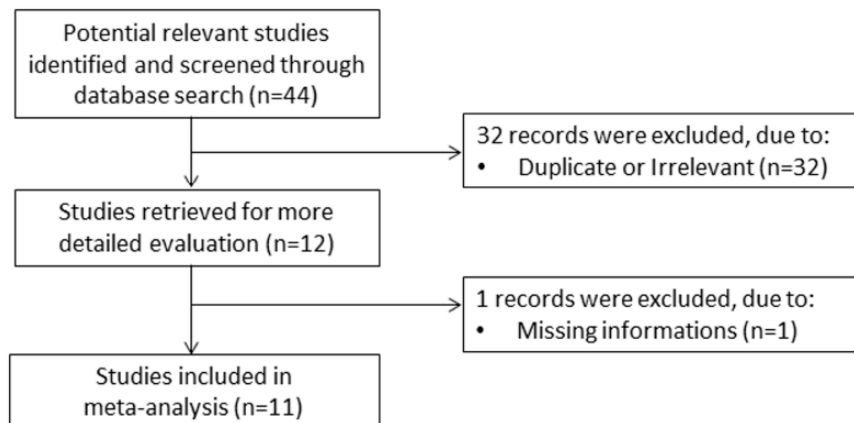 Potential relevant studies
identified and screened through
database search (n=44)
32 records were excluded, due to:
• Duplicate or Irrelevant (n=32)
Studies retrieved for more
detailed evaluation (n=12)
1 records were excluded, due to:
• Missing informations (n=1)
Studies included in
meta-analysis (n=11)